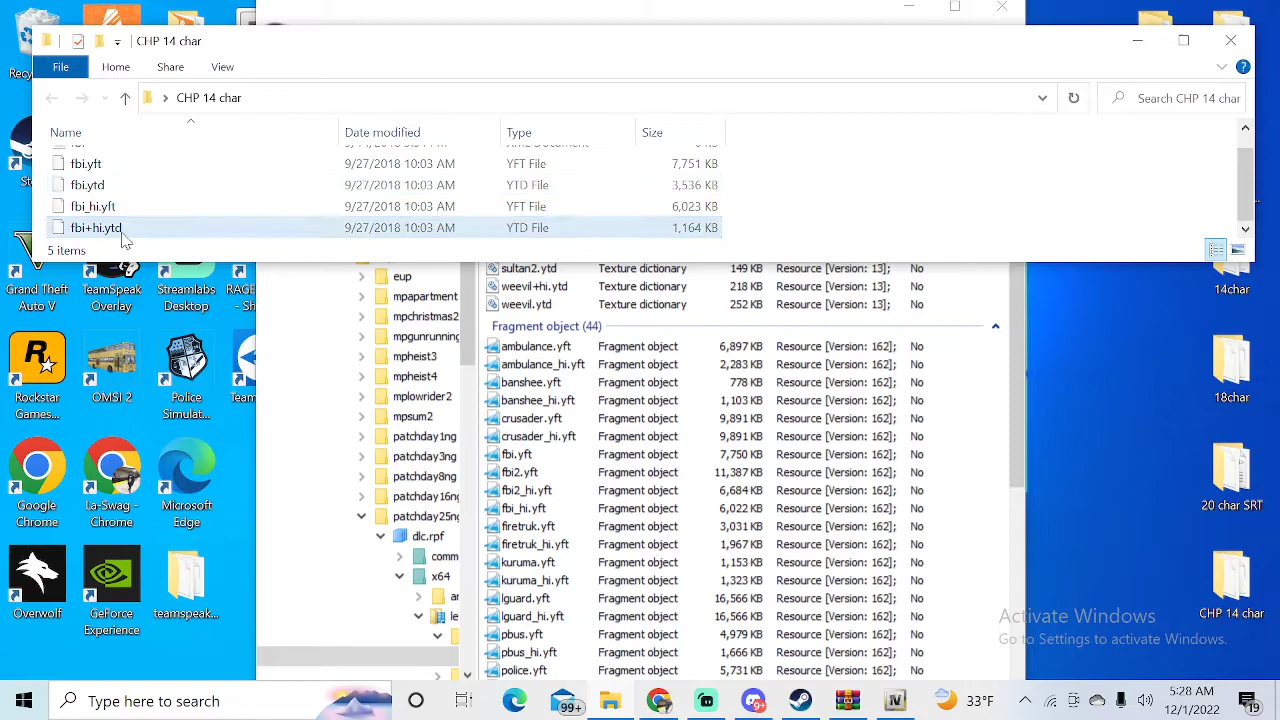 CHP 14 char
File
Home
Share
View
CHP 14 char
Search CHP 14 char
Name
Date modified
Type
Size
fbi.yft 9/27/2018 10:03 AM YFT File 7,751 KB
fbi.ytd 9/27/2018 10:03 AM YTD File 3,536 KB
fbi_hi.yft 9/27/2018 10:03 AM YFT File 6,023 KB
fbi+hi.ytd 9/27/2018 10:03 AM YTD File 1,164 KB
5 items
sultan2.ytd Texture dictionary 149 KB Resource [Version: 13]; No
weevil+hi.ytd Texture dictionary 218 KB Resource [Version: 13]; No
weevil.ytd Texture dictionary 252 KB Resource [Version: 13]; No
Fragment object (44)
ambulance.yft Fragment object 6,897 KB Resource [Version: 162]; No
ambulance_hi.yft Fragment object 2,283 KB Resource [Version: 162]; No
banshee.yft Fragment object 778 KB Resource [Version: 162]; No
banshee_hi.yft Fragment object 1,103 KB Resource [Version: 162]; No
crusader.yft Fragment object 9,891 KB Resource [Version: 162]; No
crusader_hi.yft Fragment object 9,891 KB Resource [Version: 162]; No
fbi.yft Fragment object 7,750 KB Resource [Version: 162]; No
fbi2.yft Fragment object 11,387 KB Resource [Version: 162]; No
fbi2_hi.yft Fragment object 6,684 KB Resource [Version: 162]; No
fbi_hi.yft Fragment object 6,022 KB Resource [Version: 162]; No
firetruk.yft Fragment object 3,031 KB Resource [Version: 162]; No
firetruk_hi.yft Fragment object 1,967 KB Resource [Version: 162]; No
kuruma.yft Fragment object 1,153 KB Resource [Version: 162]; No
kuruma_hi.yft Fragment object 1,323 KB Resource [Version: 162]; No
lguard.yft Fragment object 16,566 KB Resource [Version: 162]; No
lguard_hi.yft Fragment object 16,566 KB Resource [Version: 162]; No
pbus.yft Fragment object 4,979 KB Resource [Version: 162]; No
pbus_hi.yft Fragment object 1,666 KB Resource [Version: 162]; No
police.yft Fragment object 5,731 KB Resource [Version: 162]; No
eup
mpapartment
mpchristmas2
mpgunrunning
mpheist3
mpheist4
mplowrider2
mpsum2
patchday1ng
patchday3ng
patchday8ng
patchday16ng
patchday25ng
dlc.rpf
comm
x64
le
Recy
St
Grand Theft
Auto V
TeamSpeak
Overlay
Streamlabs
Desktop
RAGE
Rockstar
Games...
OMSI 2
Police
Simulat...
Team
Google
Chrome
La-Swag -
Chrome
Microsoft
Edge
Overwolf
GeForce
Experience
teamspeak...
14char
18char
20 char SRT
CHP 14 char
Activate Windows
Go to Settings to activate Windows.
Type here to search
99+
33°F
5:28 AM
12/1/2022
19